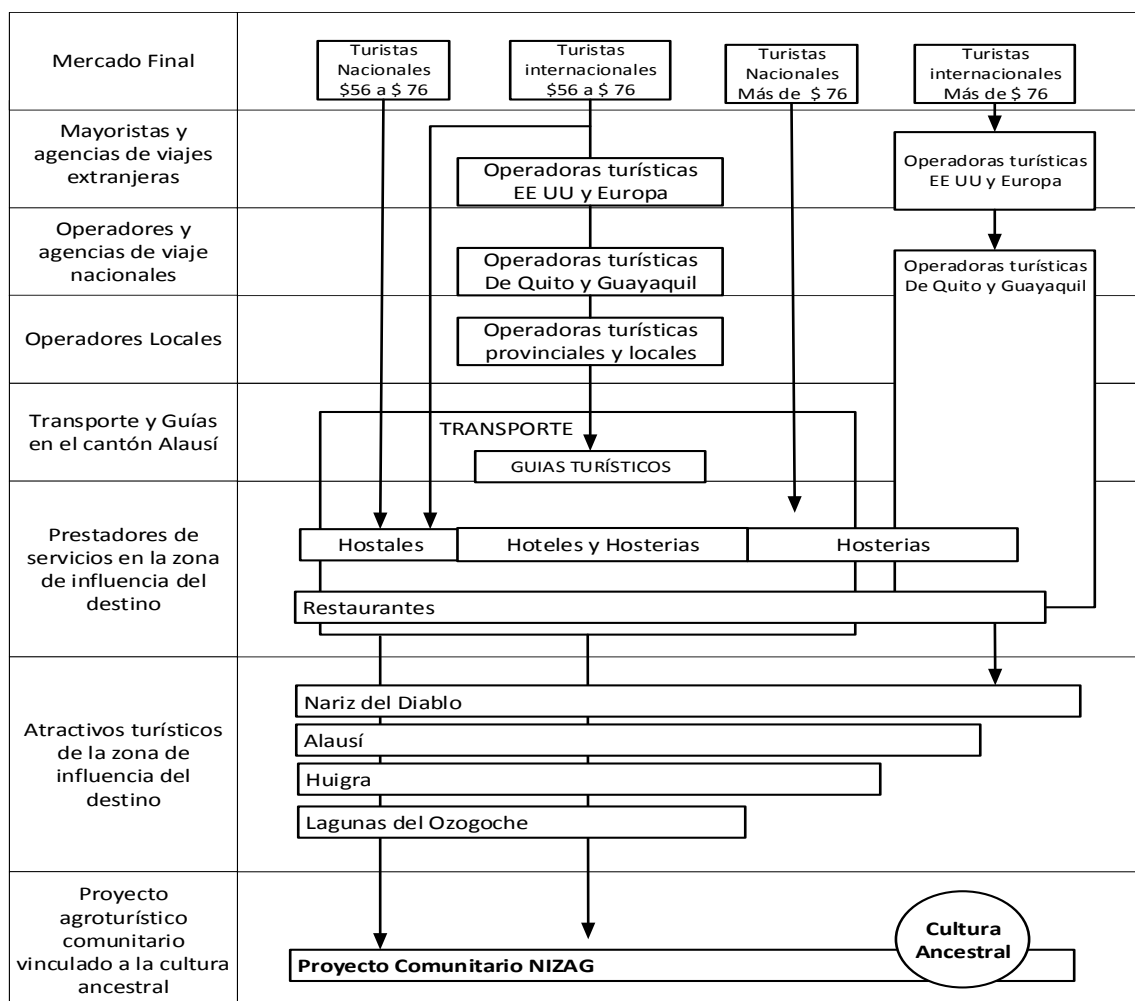 Mercado Final
Turistas
Nacionales
$56 a $ 76
Turistas
internacionales
$56 a $ 76
Turistas
Nacionales
Más de $ 76
Turistas
internacionales
Más de $ 76
Mayoristas y
agencias de viajes
extranjeras
Operadoras turísticas
EE UU y Europa
Operadoras turísticas
EE UU y Europa
Operadores y
agencias de viaje
nacionales
Operadoras turísticas
De Quito y Guayaquil
Operadoras turísticas
De Quito y Guayaquil
Operadores Locales
Operadoras turísticas
provinciales y locales
Transporte y Guías
en el cantón Alausí
TRANSPORTE
GUIAS TURÍSTICOS
Prestadores de
servicios en la zona
de influencia del
destino
Hostales
Hoteles y Hosterias
Hosterias
Restaurantes
Atractivos turísticos
de la zona de
influencia del
destino
Nariz del Diablo
Alausí
Huigra
Lagunas del Ozogoche
Proyecto
agroturístico
comunitario
vinculado a la cultura
ancestral
Cultura
Ancestral
Proyecto Comunitario NIZAG